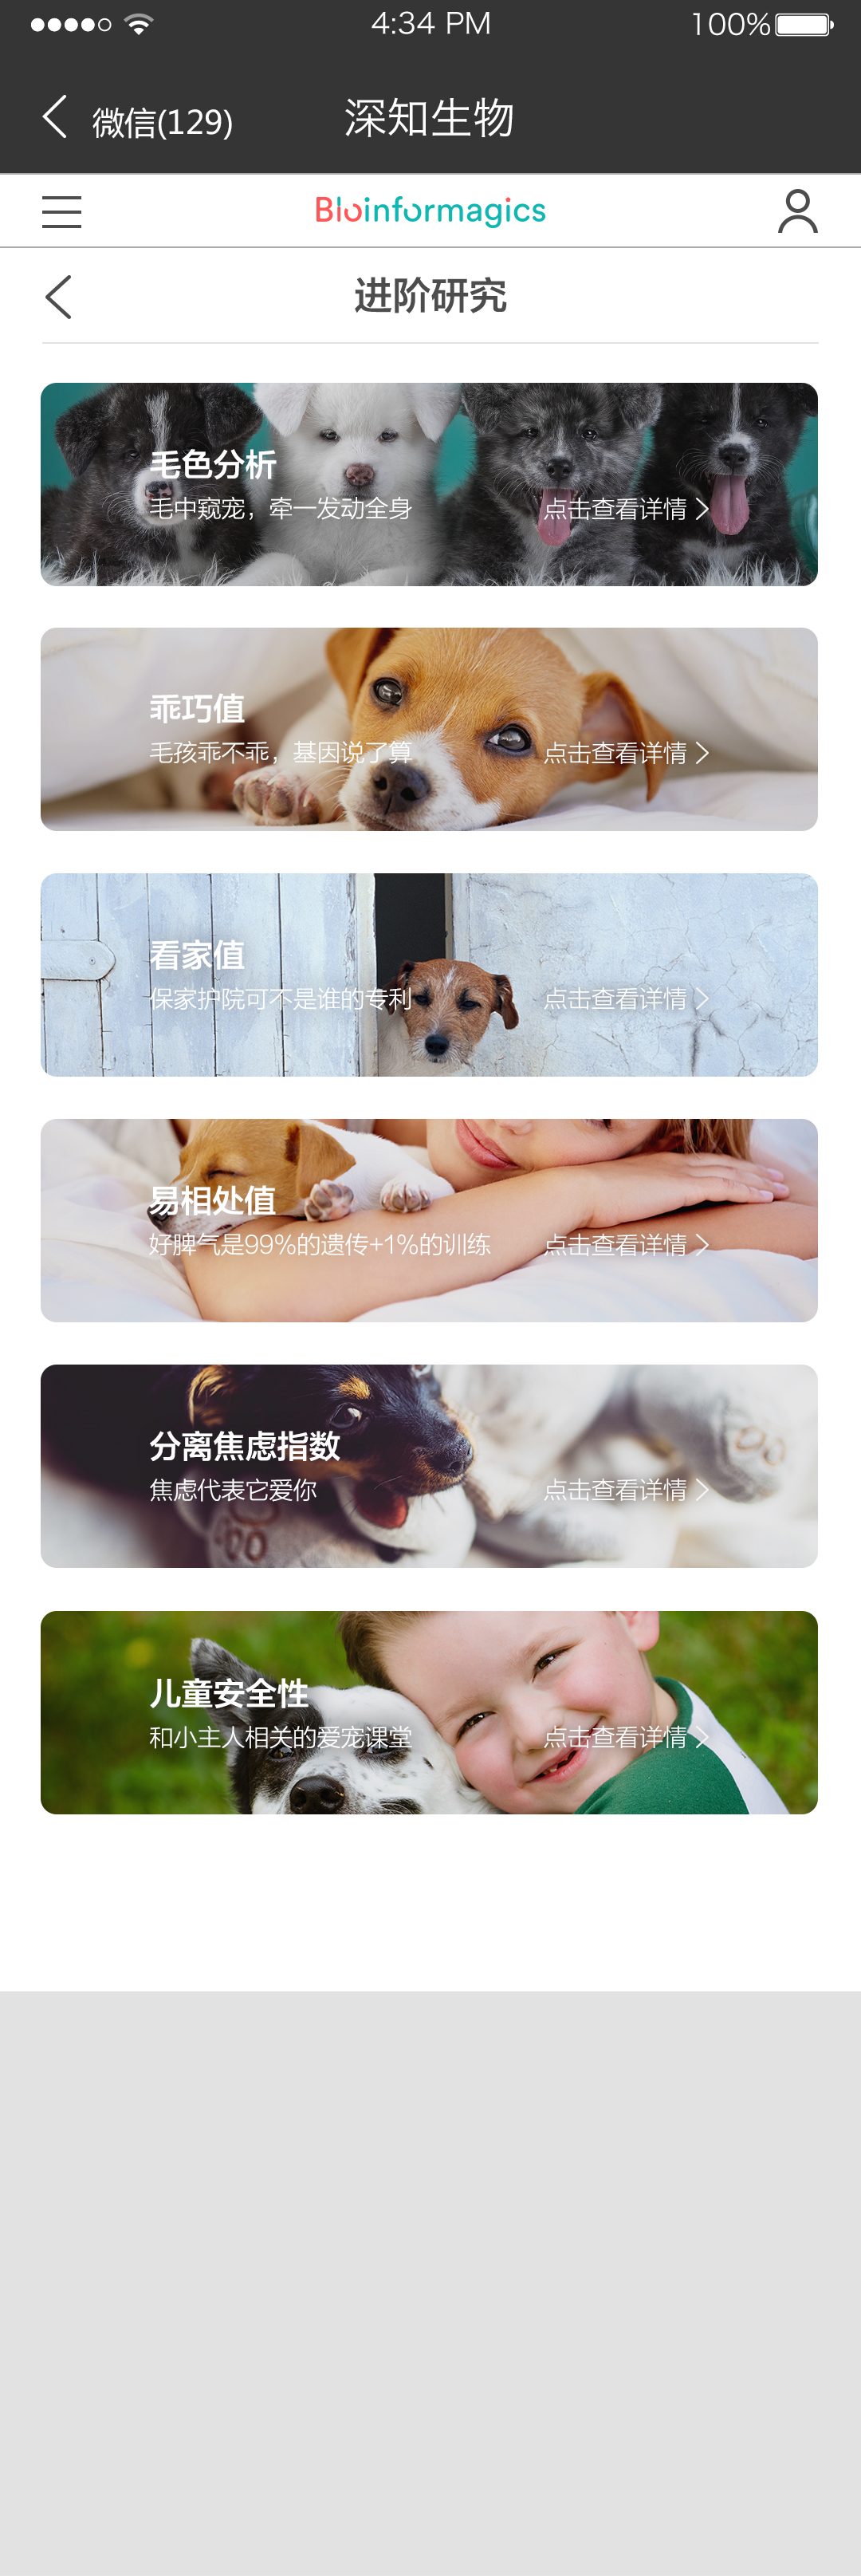 4:34 PM
100%
微信(129)
深知生物
Bioinformagics
进阶研究
毛色分析
毛中窥宠，牵一发动全身
点击查看详情
乖巧值
毛孩乖不乖，基因说了算
点击查看详情
看家值
保家护院可不是谁的专利
点击查看详情
易相处值
好脾气是99%的遗传+1%的训练
点击查看详情
分离焦虑指数
焦虑代表它爱你
点击查看详情
儿童安全性
和小主人相关的爱宠课堂
点击查看详情